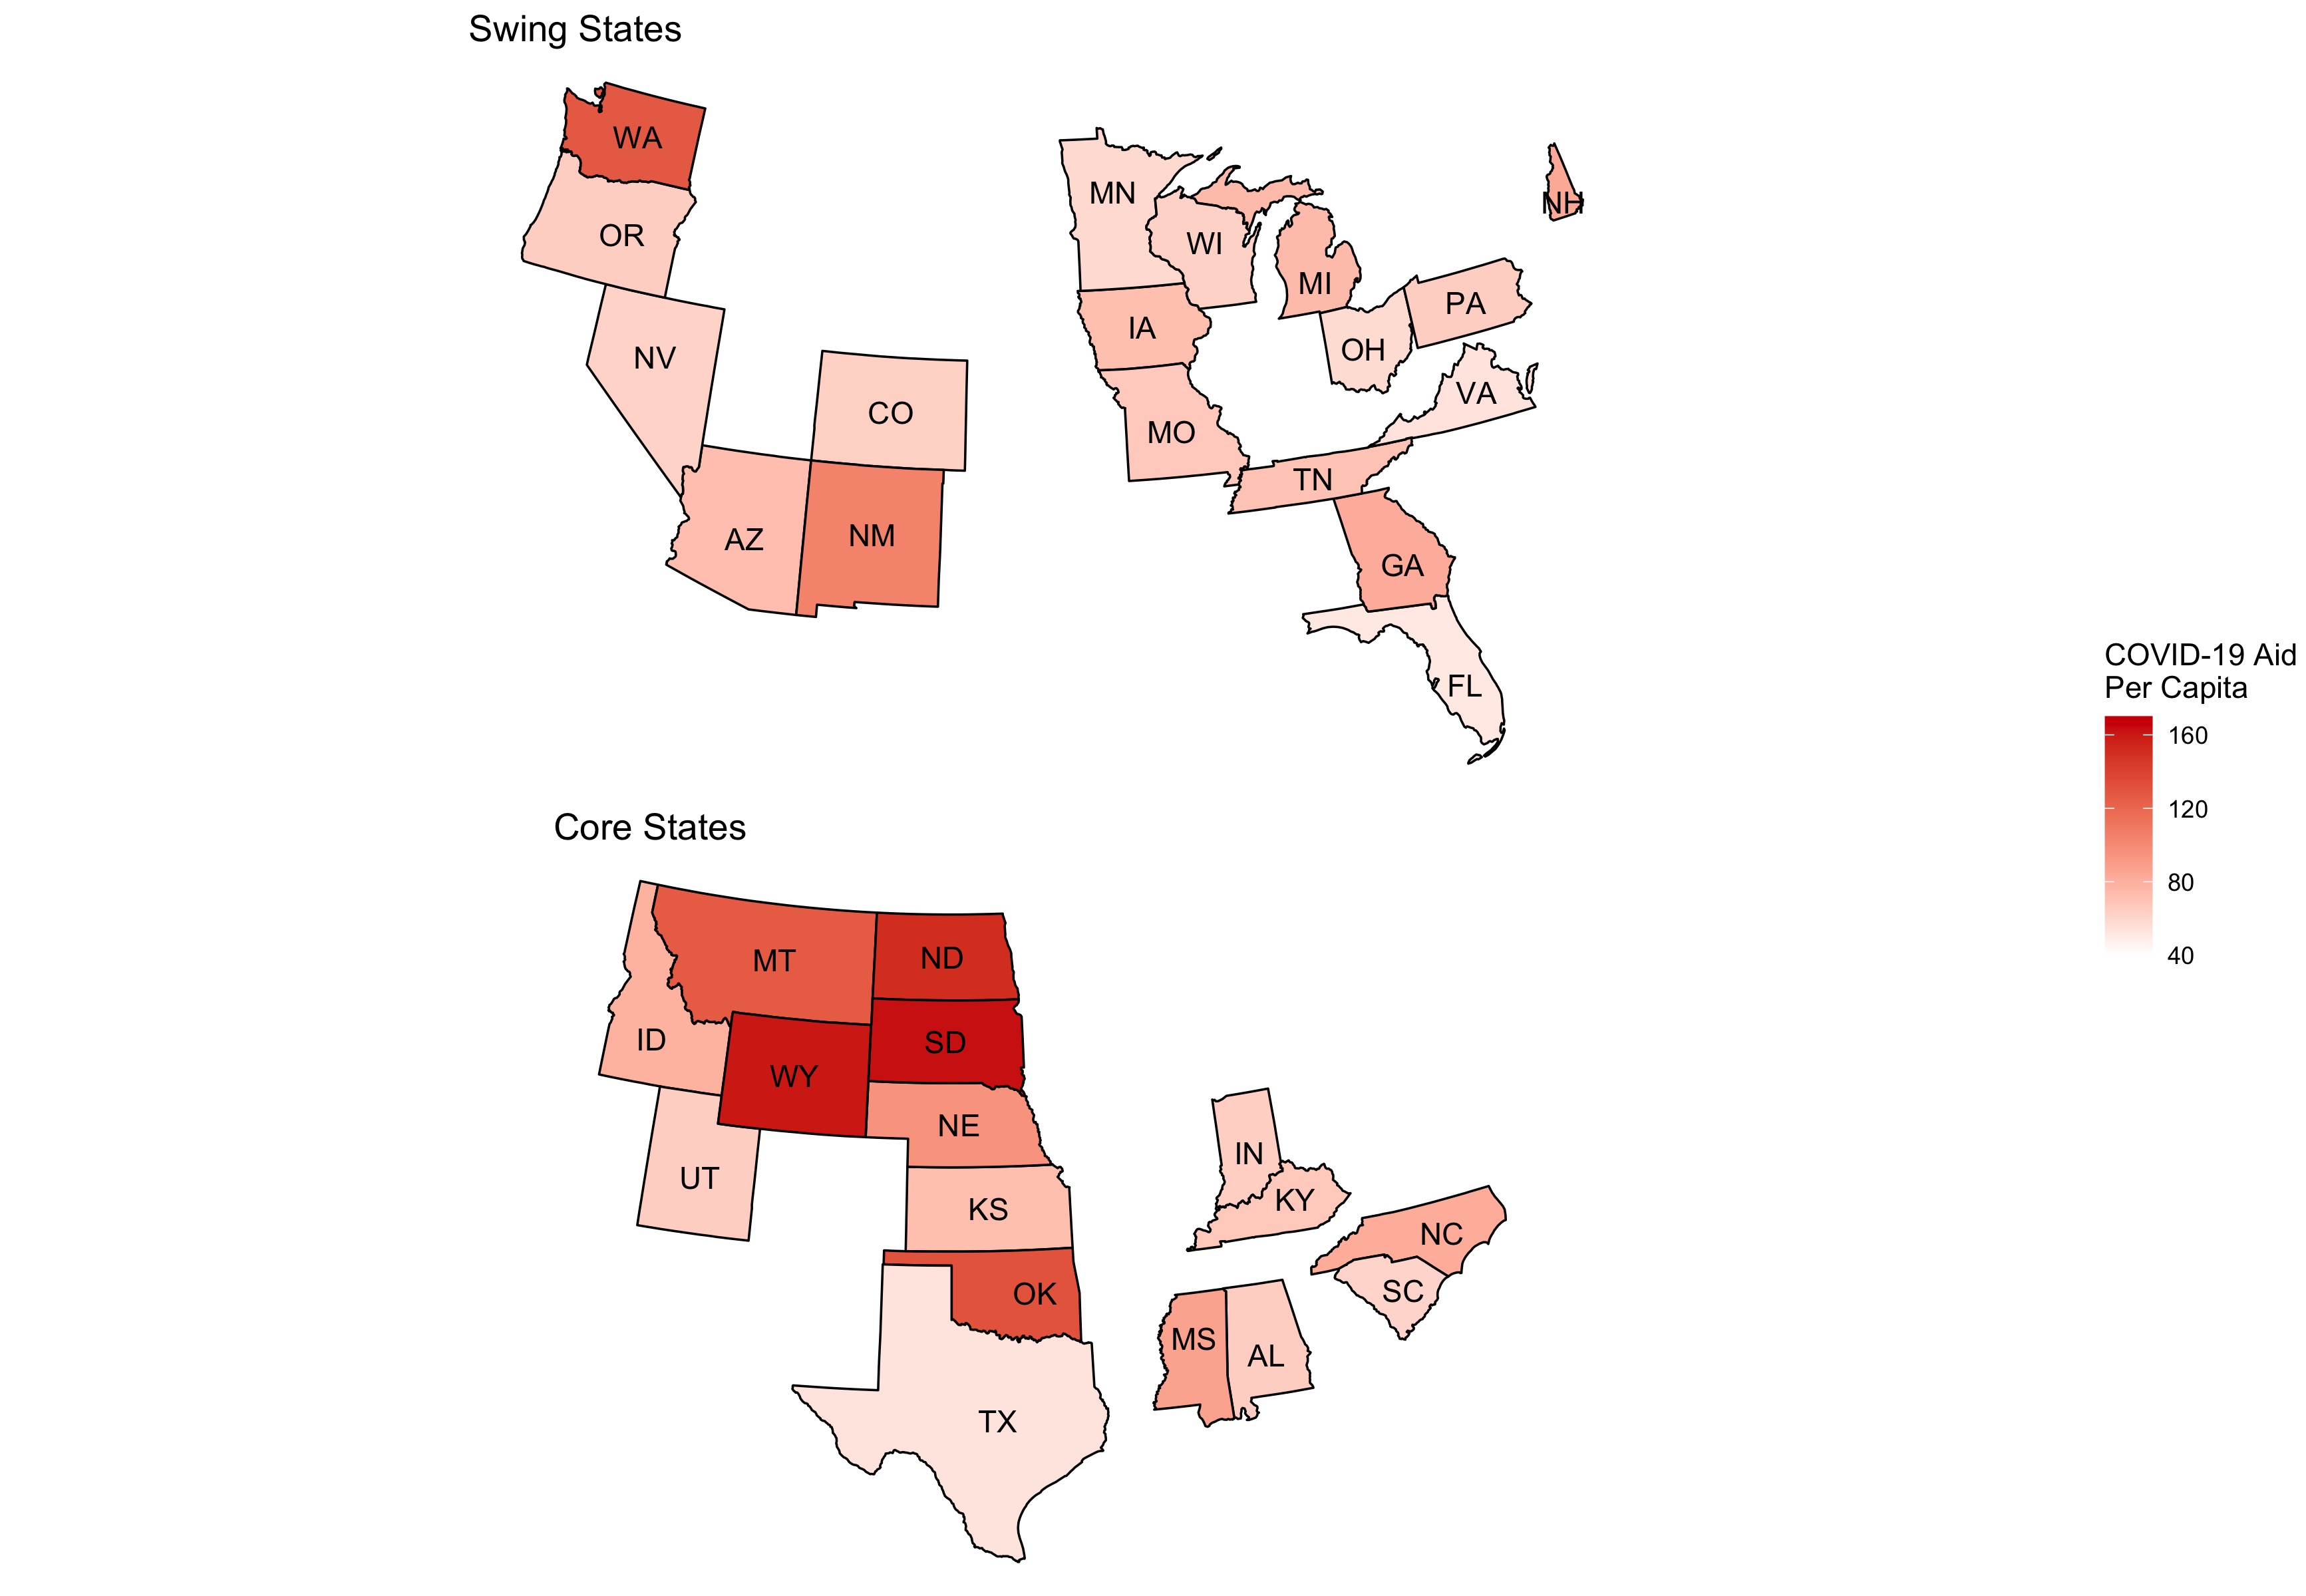 Swing States
WA
OR
NV
CO
AZ
NM
MN
WI
MI
IA
OH
PA
NH
VA
MO
TN
GA
FL
COVID-19 Aid
Per Capita
160
120
80
40
Core States
MT
ND
ID
WY
SD
NE
UT
KS
OK
TX
IN
KY
NC
SC
MS
AL